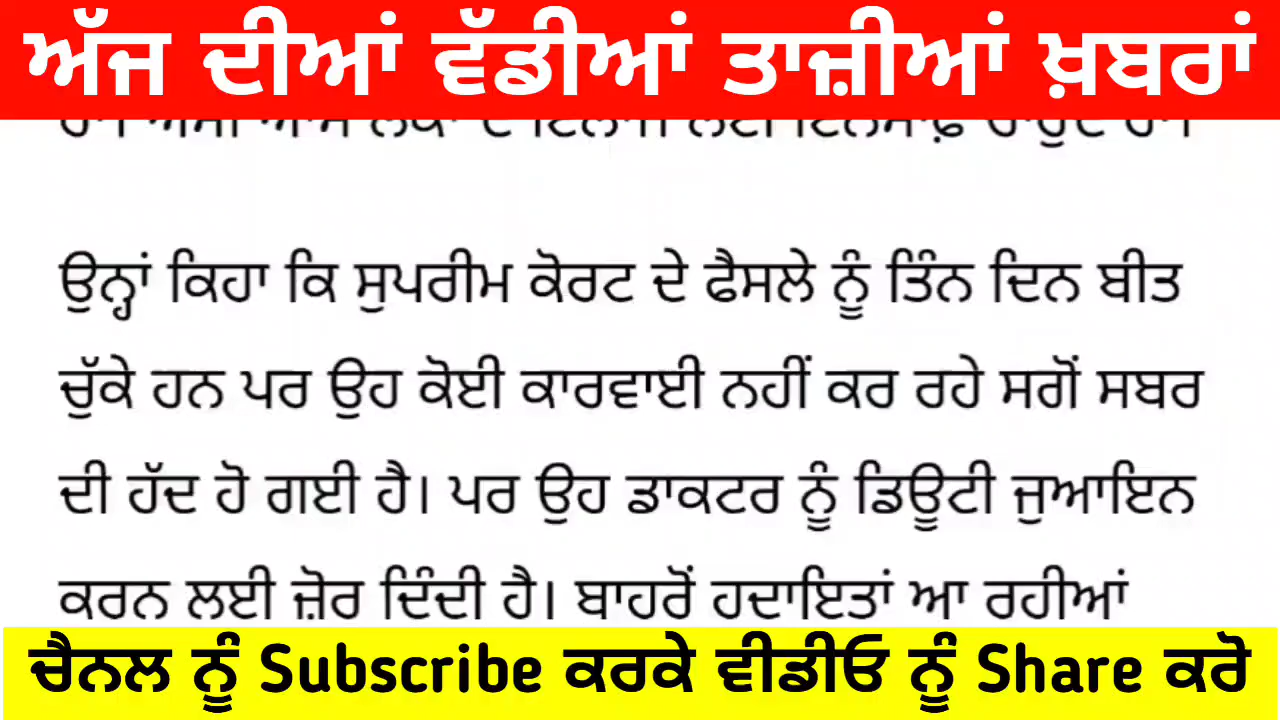 ਅੱਜ ਦੀਆਂ ਵੱਡੀਆਂ ਤਾਜ਼ੀਆਂ ਖ਼ਬਰਾਂ
ਉਨ੍ਹਾਂ ਕਿਹਾ ਕਿ ਸੁਪਰੀਮ ਕੋਰਟ ਦੇ ਫੈਸਲੇ ਨੂੰ ਤਿੰਨ ਦਿਨ ਬੀਤ
ਚੁੱਕੇ ਹਨ ਪਰ ਉਹ ਕੋਈ ਕਾਰਵਾਈ ਨਹੀਂ ਕਰ ਰਹੇ ਸਗੋਂ ਸਬਰ
ਦੀ ਹੱਦ ਹੋ ਗਈ ਹੈ। ਪਰ ਉਹ ਡਾਕਟਰ ਨੂੰ ਡਿਊਟੀ ਜੁਆਇਨ
ਕਰਨ ਲਈ ਜ਼ੋਰ ਦਿੰਦੀ ਹੈ। ਬਾਹਰੋਂ ਹਦਾਇਤਾਂ ਆ ਰਹੀਆਂ
ਚੈਨਲ ਨੂੰ Subscribe ਕਰਕੇ ਵੀਡੀਓ ਨੂੰ Share ਕਰੋ